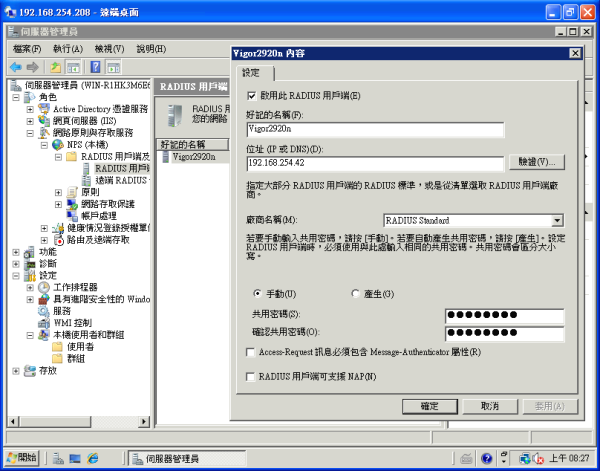 192.168.254.208 - 遠端桌面
伺服器管理員
檔案(F) 執行(A) 檢視(V) 說明(H)
伺服器管理員 (WIN-R1HK3M6E6
角色
Active Directory 憑證服務
網頁伺服器 (IIS)
網路原則與存取服務
NPS (本機)
RADIUS 用戶端及
RADIUS 用戶端
遠端 RADIUS
原則
網路存取保護
帳戶處理
健康情況登錄授權單位
路由及遠端存取
功能
診斷
設定
工作排程器
具有進階安全性的 Windo
服務
WMI 控制
本機使用者和群組
使用者
群組
存放
RADIUS 用戶端
RADIUS 用
您的網路
好記的名稱
Vigor2920n
Vigor2920n 內容
設定
啟用此 RADIUS 用戶端(E)
好記的名稱(F):
Vigor2920n
位址 (IP 或 DNS)(D):
192.168.254.42
驗證(V)...
指定大部分 RADIUS 用戶端的 RADIUS 標準，或是從清單選取 RADIUS 用戶端廠
商。
廠商名稱(M):
RADIUS Standard
若要手動輸入共用密碼，請按 [手動]。若要自動產生共用密碼，請按 [產生]。設定
RADIUS 用戶端時，必須使用與此處輸入相同的共用密碼。共用密碼會區分大小
寫。
手動(U) 產生(G)
共用密碼(S):
確認共用密碼(O):
Access-Request 訊息必須包含 Message-Authenticator 屬性(R)
RADIUS 用戶端可支援 NAP(N)
確定 取消 套用(A)
開始
伺服器管理員
上午 08:27